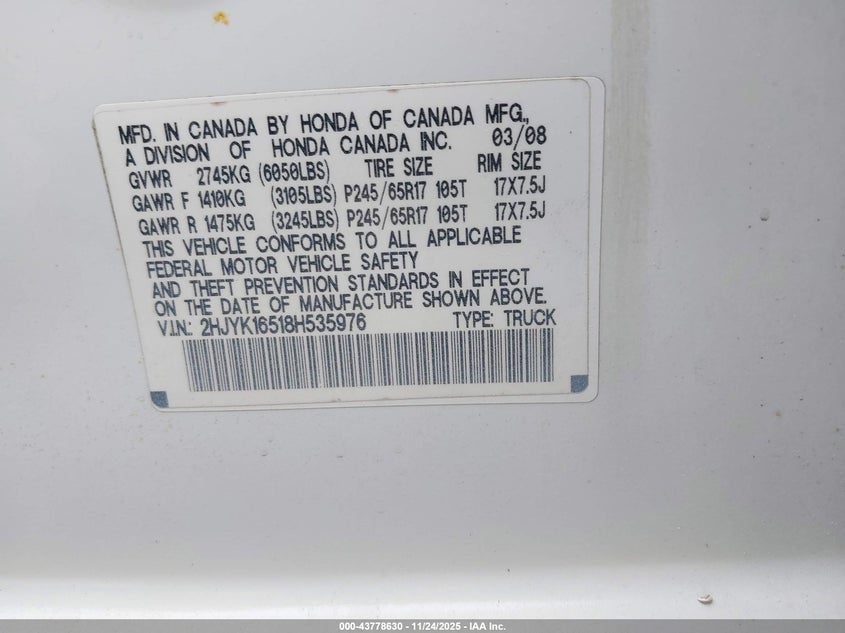 MFD. IN CANADA BY HONDA OF CANADA MFG.,
A DIVISION OF HONDA CANADA INC. 03/08
GVWR 2745KG (6050LBS) TIRE SIZE RIM SIZE
GAWR F 1410KG (3105LBS) P245/65R17 105T 17X7.5J
GAWR R 1475KG (3245LBS) P245/65R17 105T 17X7.5J
THIS VEHICLE CONFORMS TO ALL APPLICABLE
FEDERAL MOTOR VEHICLE SAFETY
AND THEFT PREVENTION STANDARDS IN EFFECT
ON THE DATE OF MANUFACTURE SHOWN ABOVE.
V.I.N.: 2HJYK16518H535976 TYPE: TRUCK
000-43778630 - 11/24/2025 - IAA Inc.